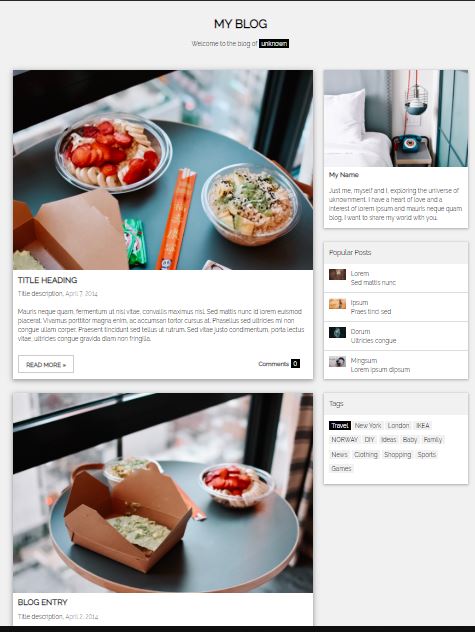 MY BLOG
Welcome to the blog of unknown
TITLE HEADING
Title description, April 7, 2014
Mauris neque quam, fermentum ut nisl vitae, convallis maximus nisl. Sed mattis nunc id lorem euismod
placerat. Vivamus porttitor magna enim, ac accumsan tortor cursus at. Phasellus sed ultricies mi non
congue ullam corper. Praesent tincidunt sed tellus ut rutrum. Sed vitae justo condimentum, porta lectus
vitae, ultricies congue gravida diam non fringilla.
READ MORE »
Comments 0
BLOG ENTRY
Title description, April 2, 2014
My Name
Just me, myself and I, exploring the universe of
uknownment. I have a heart of love and a
interest of lorem ipsum and mauris neque quam
blog. I want to share my world with you.
Popular Posts
Lorem
Sed mattis nunc
Ipsum
Praes tinci sed
Dorum
Ultricies congue
Mingsum
Lorem ipsum dipsum
Tags
Travel New York London IKEA
NORWAY DIY Ideas Baby Family
News Clothing Shopping Sports
Games